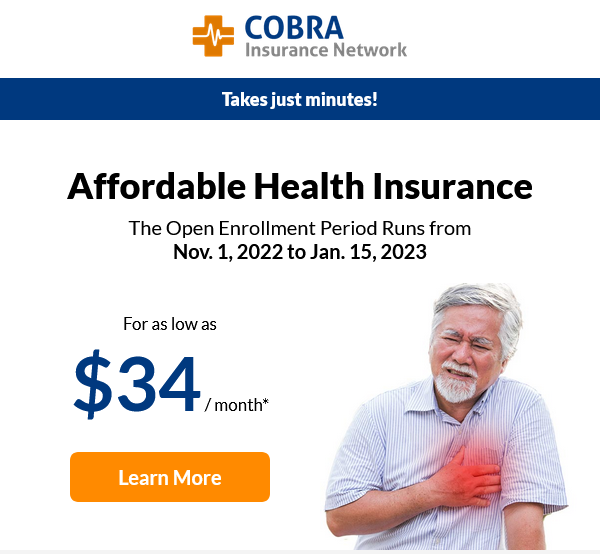 COBRA
Insurance Network
Takes just minutes!
Affordable Health Insurance
The Open Enrollment Period Runs from
Nov. 1, 2022 to Jan. 15, 2023
For as low as
$34 / month*
Learn More